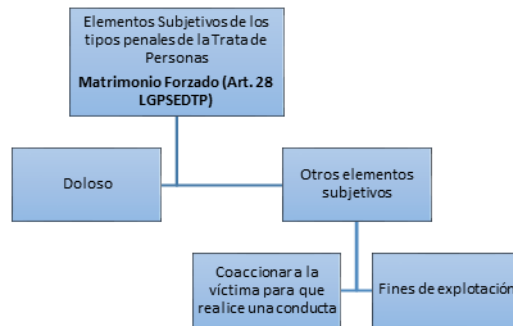 Elementos Subjetivos de los
tipos penales de la Trata de
Personas
Matrimonio Forzado (Art. 28
LGPSEDTP)
Doloso
Otros elementos
subjetivos
Coaccionar a la
víctima para que
realice una conducta
Fines de explotación